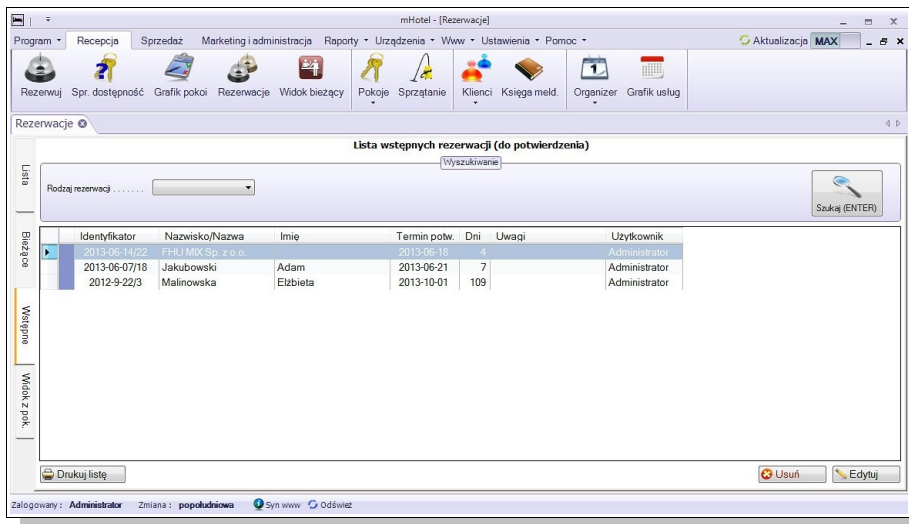 mHotel - [Rezerwacje]
Program Recepcja Sprzedaż Marketing i administracja Raporty Urządzenia Www Ustawienia Pomoc Aktualizacja MAX
Rezerwuj Spr. dostępność Grafik pokoi Rezerwacje Widok bieżący Pokoje Sprzątanie Klienci Księga meld. Organizer Grafik usług
Rezerwacje
Lista wstępnych rezerwacji (do potwierdzenia)
Wyszukiwanie
Rodzaj rezerwacji . . . . . . .
Szukaj (ENTER)
Lista
Bieżące
Wstępne
Widok z pok.
Identyfikator Nazwisko/Nazwa Imię Termin potw. Dni Uwagi Użytkownik
2013-06-14/22 FHU MIX Sp. z o.o. 2013-06-18 4 Administrator
2013-06-07/18 Jakubowski Adam 2013-06-21 7 Administrator
2012-9-22/3 Malinowska Elżbieta 2013-10-01 109 Administrator
Drukuj listę Usuń Edytuj
Zalogowany : Administrator Zmiana : popołudniowa Syn www Odśwież